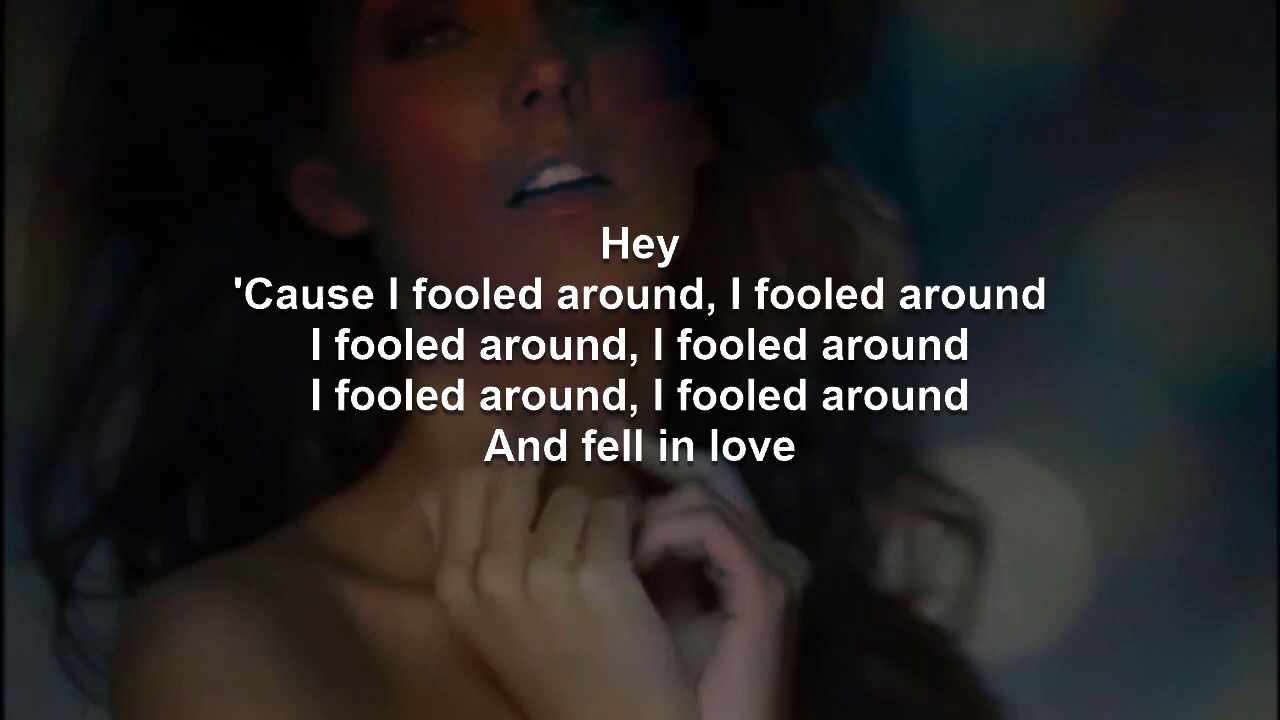 Hey
'Cause I fooled around, I fooled around
I fooled around, I fooled around
I fooled around, I fooled around
And fell in love